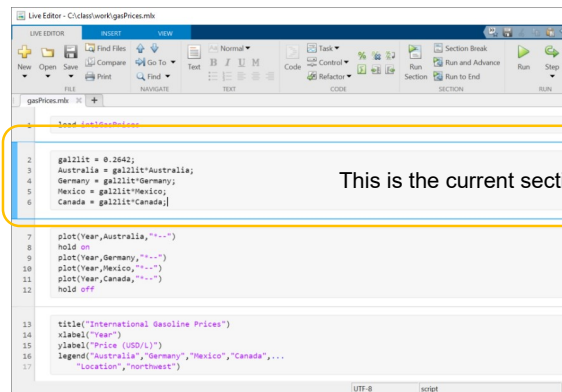 Live Editor - C:\class\work\gasPrices.mlx
LIVE EDITOR INSERT VIEW
New Open Save
Find Files
Compare
Print
Go To
Find
Text
Normal
B I U M
Code
Task
Control
Refactor
Run Section
Section Break
Run and Advance
Run to End
Run Step
FILE NAVIGATE TEXT CODE SECTION RUN
gasPrices.mlx
1 load intlGasPrices
2 gal2lit = 0.2642;
3 Australia = gal2lit*Australia;
4 Germany = gal2lit*Germany;
5 Mexico = gal2lit*Mexico;
6 Canada = gal2lit*Canada;
This is the current secti
7 plot(Year,Australia,"*--")
8 hold on
9 plot(Year,Germany,"*--")
10 plot(Year,Mexico,"*--")
11 plot(Year,Canada,"*--")
12 hold off
13 title("International Gasoline Prices")
14 xlabel("Year")
15 ylabel("Price (USD/L)")
16 legend("Australia","Germany","Mexico","Canada",...
17 "Location","northwest")
UTF-8 script